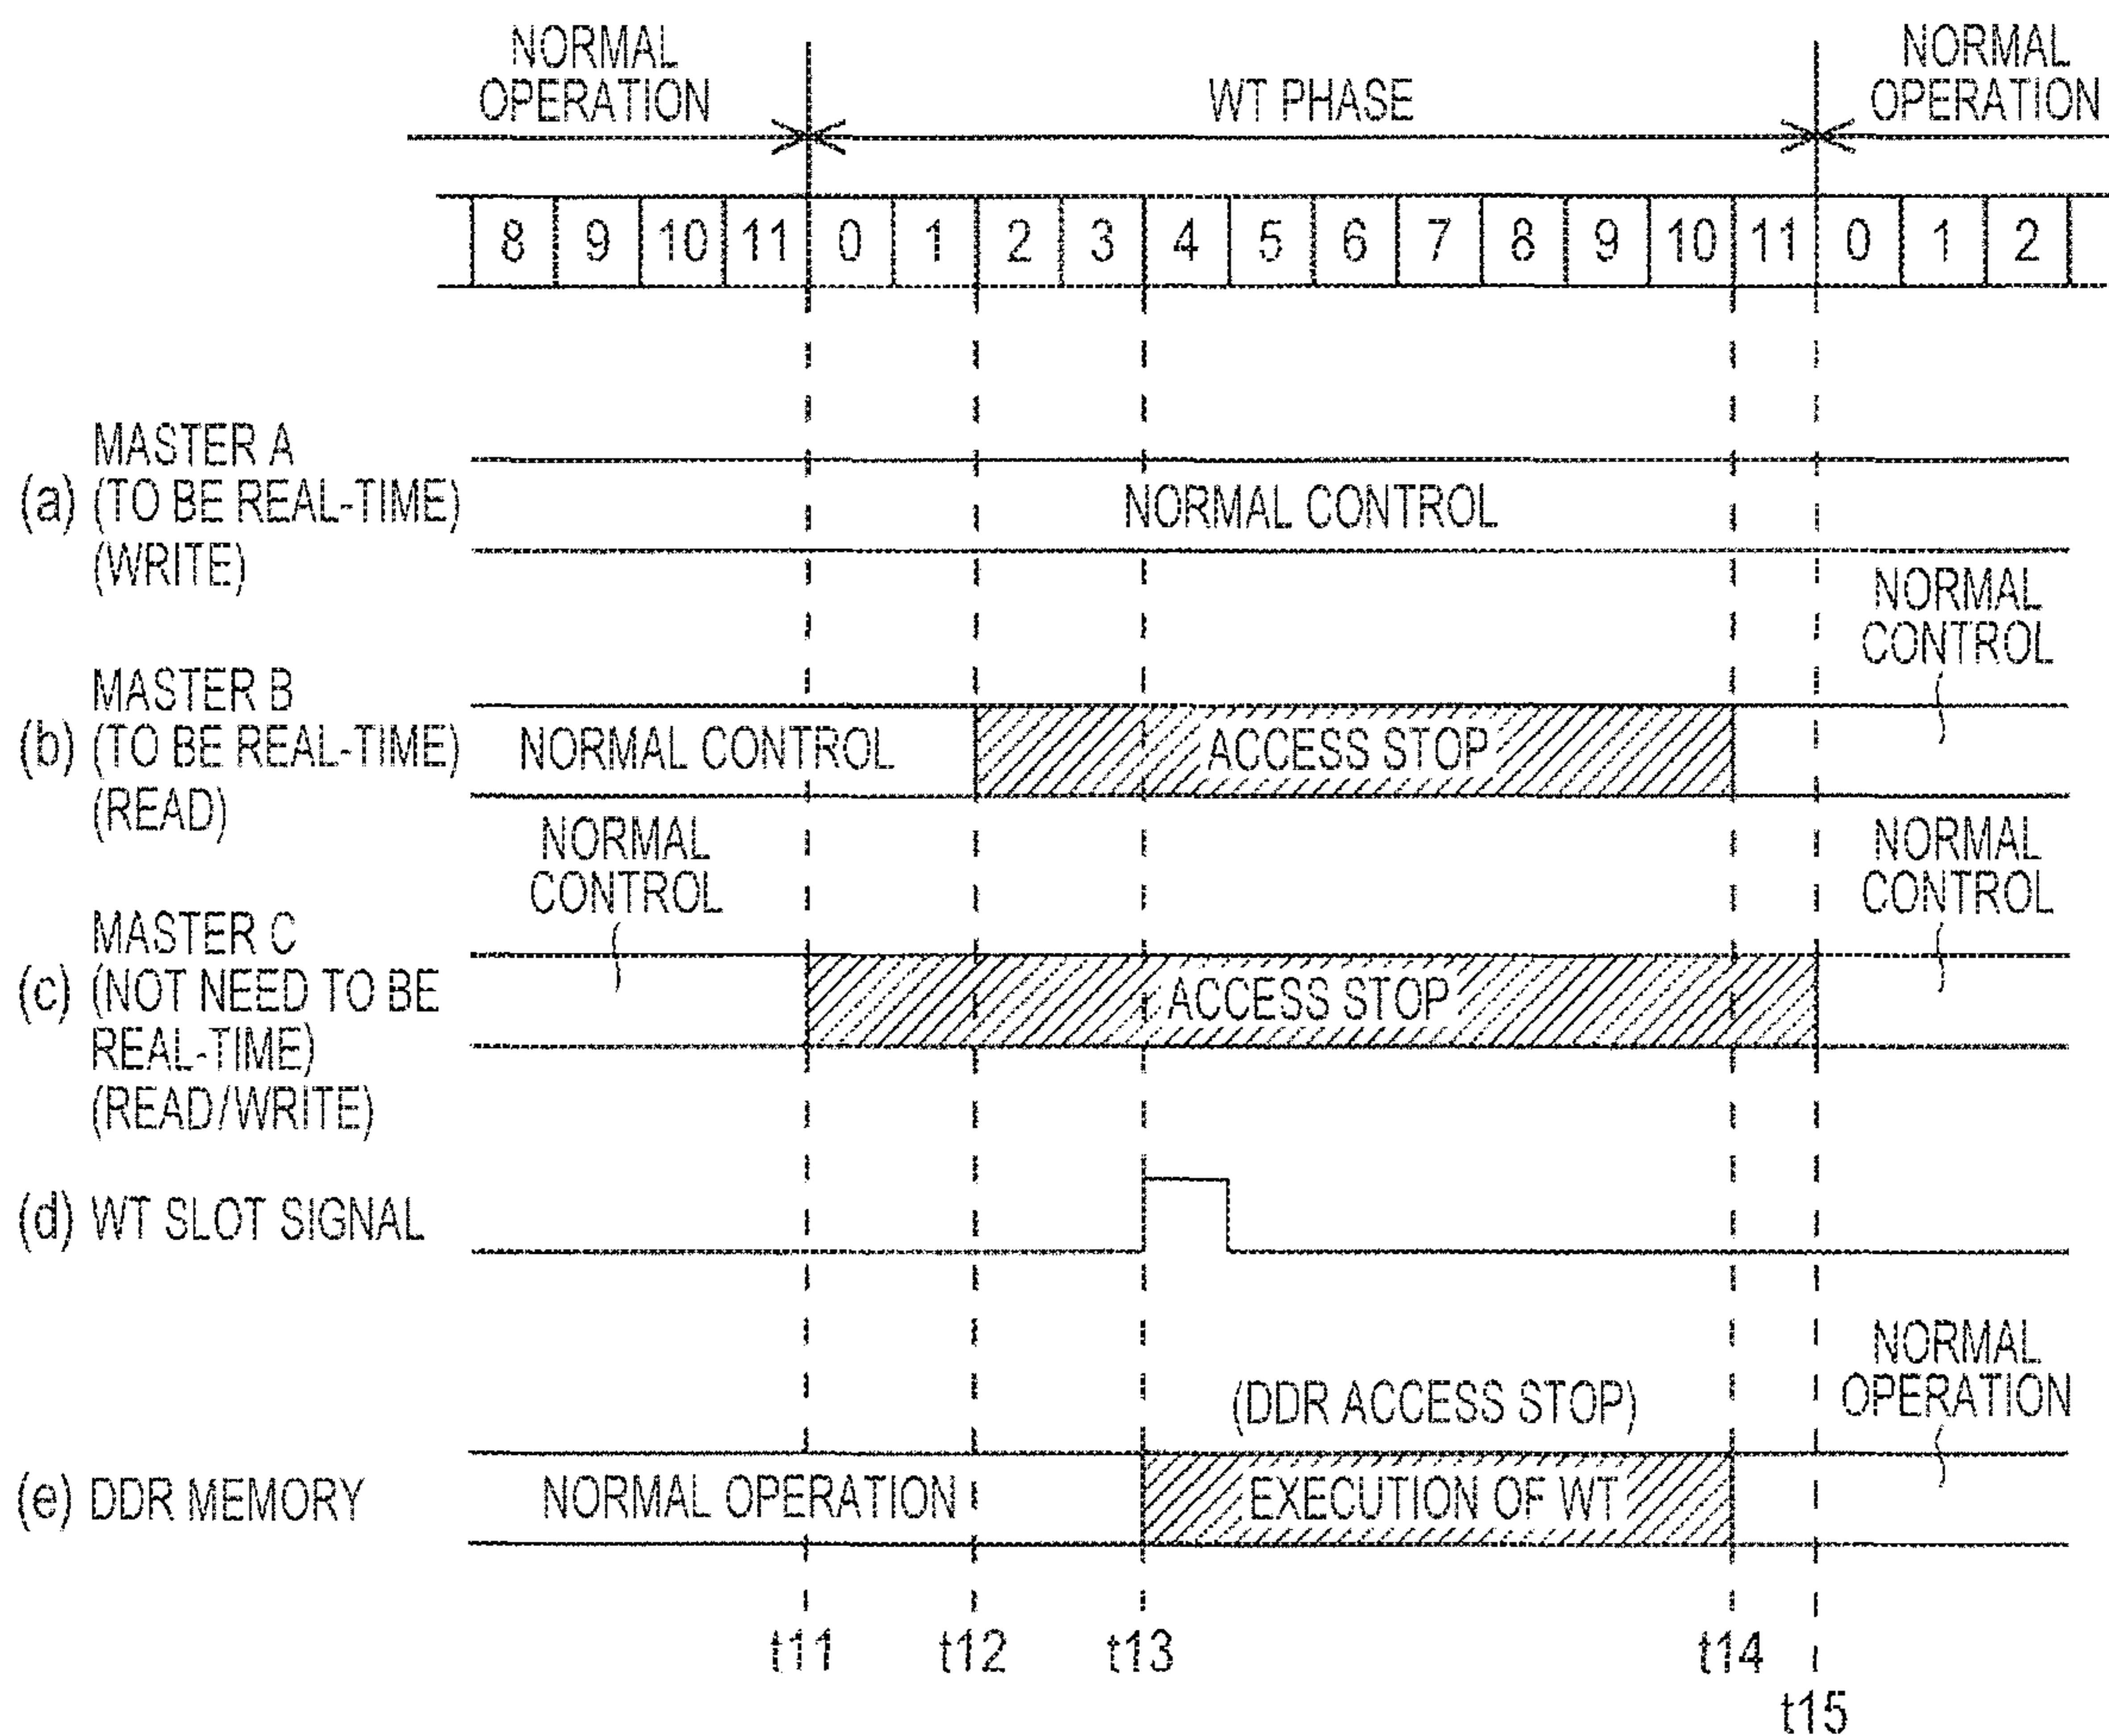 NORMAL
OPERATION
WT PHASE
NORMAL
OPERATION
8 9 10 11 0 1 2 3 4 5 6 7 8 9 10 11 0 1 2
(a) MASTER A
(TO BE REAL-TIME)
(WRITE)
NORMAL CONTROL
NORMAL
CONTROL
(b) MASTER B
(TO BE REAL-TIME)
(READ)
NORMAL CONTROL
ACCESS STOP
NORMAL
CONTROL
NORMAL
CONTROL
(c) MASTER C
(NOT NEED TO BE
REAL-TIME)
(READ/WRITE)
ACCESS STOP
(d) WT SLOT SIGNAL
(DDR ACCESS STOP)
NORMAL
OPERATION
(e) DDR MEMORY
NORMAL OPERATION
EXECUTION OF WT
t11 t12 t13 t14
t15